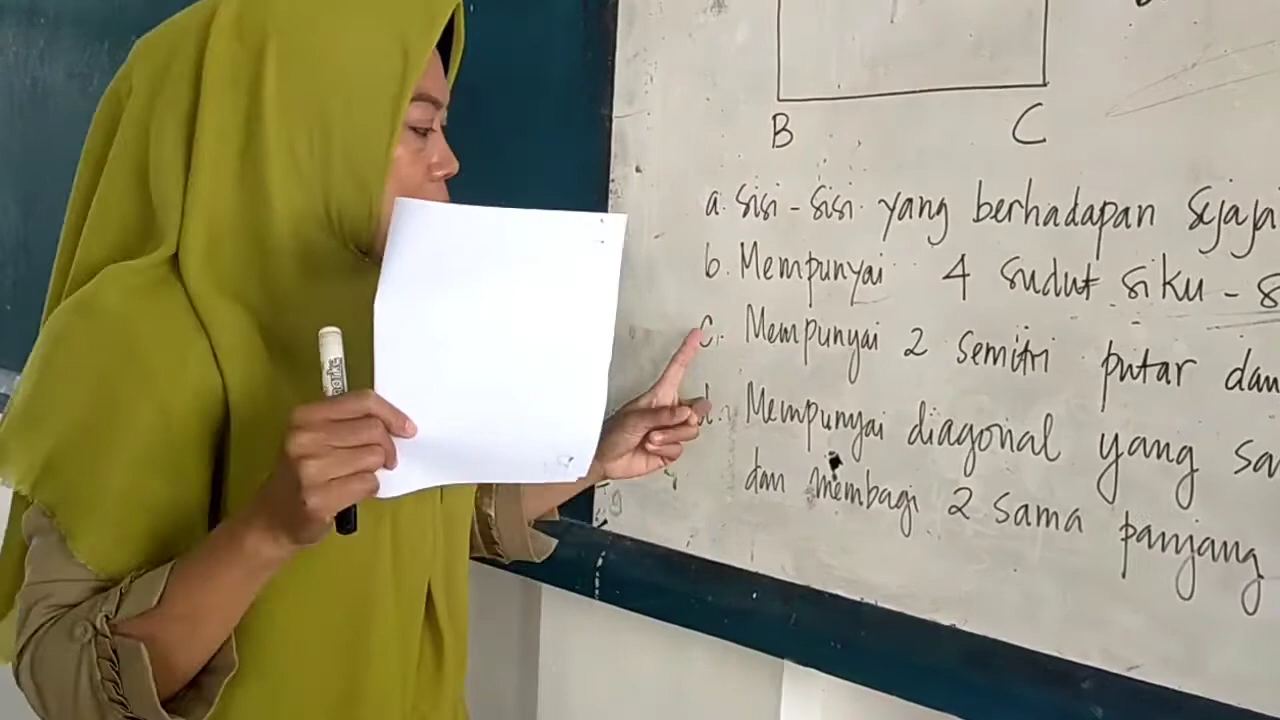 B C
a. Sisi - Sisi yang berhadapan Sejaja
b. Mempunyai 4 Sudut siku - s
c. Mempunyai 2 Semitri putar dan
d. Mempunyai diagonal yang sa
dan membagi 2 sama panjang